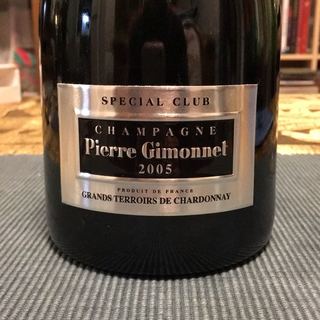 SPECIAL CLUB
CHAMPAGNE
Pierre Gimonnet
2005
PRODUIT DE FRANCE
GRANDS TERROIRS DE CHARDONNAY